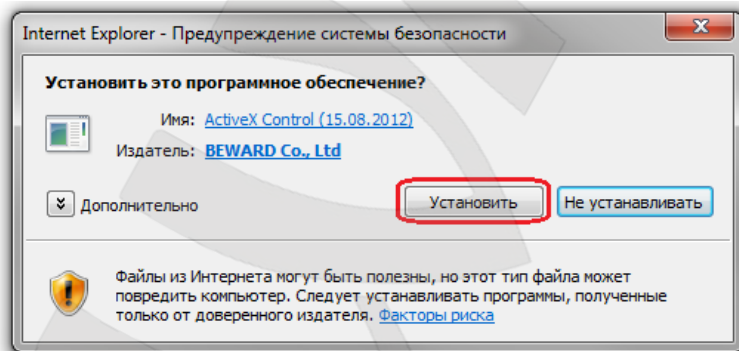 Internet Explorer - Предупреждение системы безопасности
Установить это программное обеспечение?
Имя: ActiveX Control (15.08.2012)
Издатель: BEWARD Co., Ltd
Дополнительно Установить Не устанавливать
Файлы из Интернета могут быть полезны, но этот тип файла может
повредить компьютер. Следует устанавливать программы, полученные
только от доверенного издателя. Факторы риска